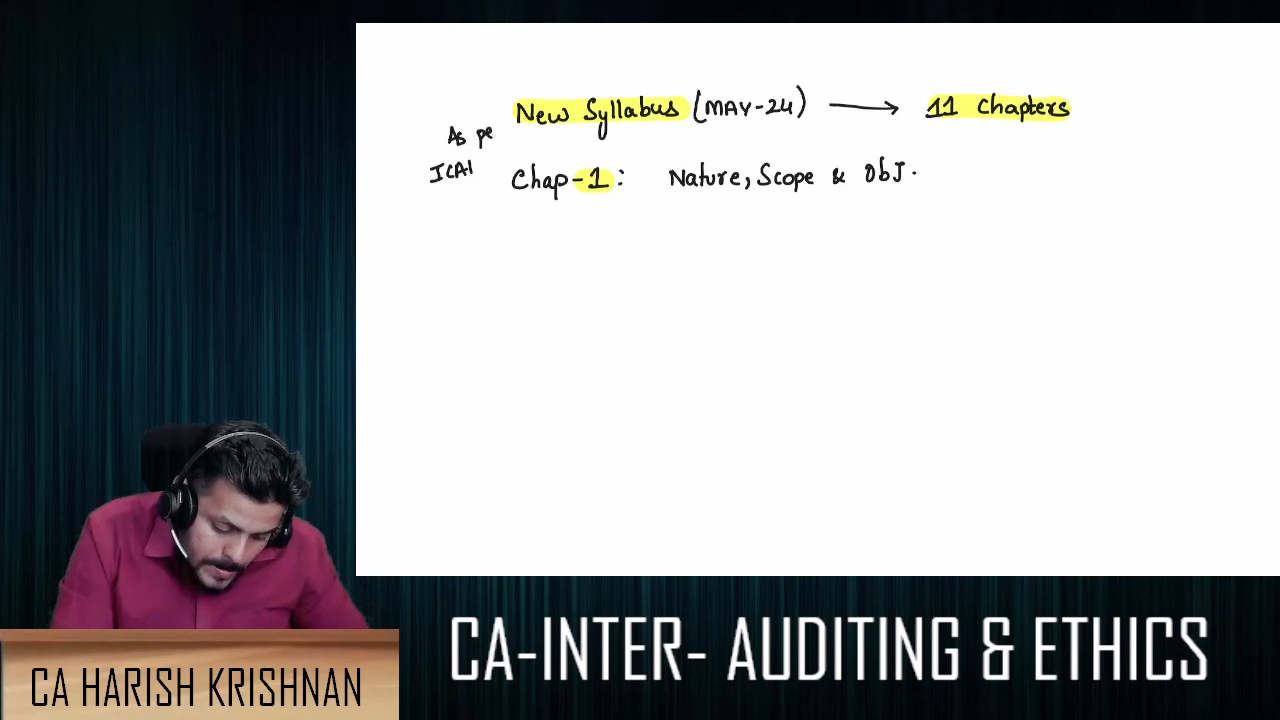 New Syllabus (MAY-24) → 11 Chapters
As pe
ICAI
Chap-1: Nature, Scope & Obj.
CA HARISH KRISHNAN
CA-INTER- AUDITING & ETHICS